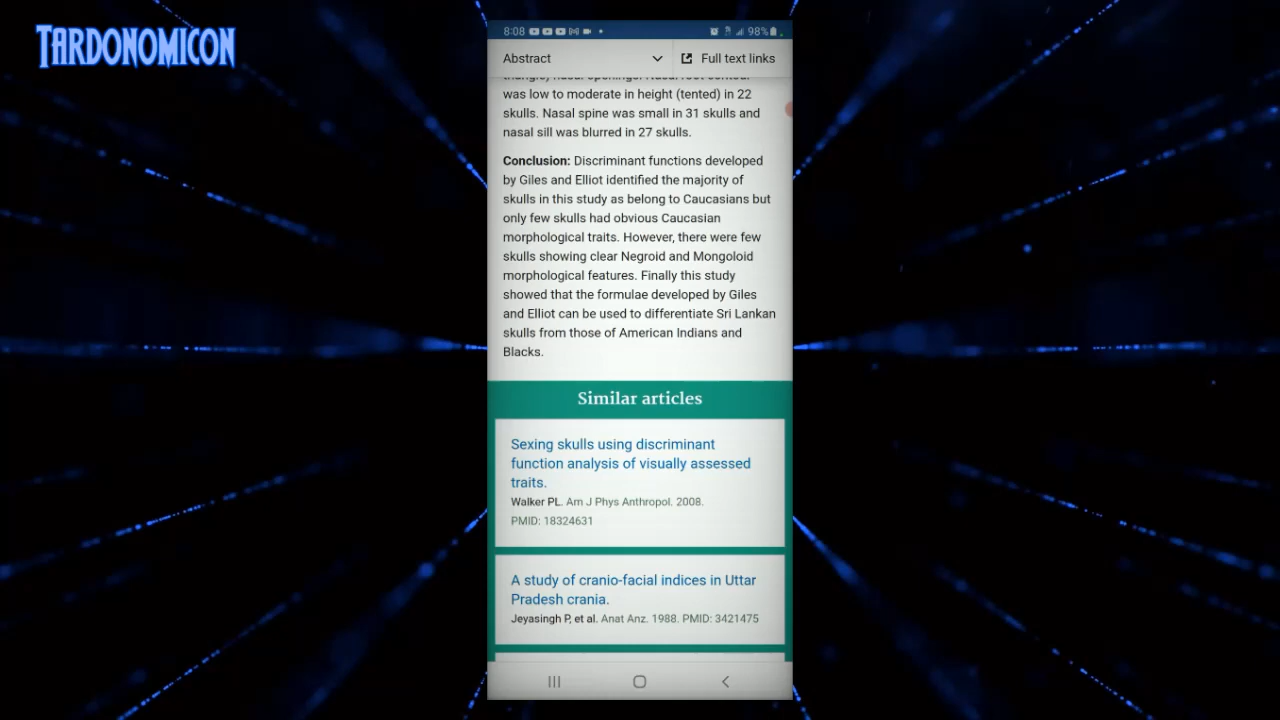 TARDONOMICON
8:08
98%
Abstract
Full text links
was low to moderate in height (tented) in 22
skulls. Nasal spine was small in 31 skulls and
nasal sill was blurred in 27 skulls.
Conclusion: Discriminant functions developed
by Giles and Elliot identified the majority of
skulls in this study as belong to Caucasians but
only few skulls had obvious Caucasian
morphological traits. However, there were few
skulls showing clear Negroid and Mongoloid
morphological features. Finally this study
showed that the formulae developed by Giles
and Elliot can be used to differentiate Sri Lankan
skulls from those of American Indians and
Blacks.
Similar articles
Sexing skulls using discriminant
function analysis of visually assessed
traits.
Walker PL. Am J Phys Anthropol. 2008.
PMID: 18324631
A study of cranio-facial indices in Uttar
Pradesh crania.
Jeyasingh P, et al. Anat Anz. 1988. PMID: 3421475